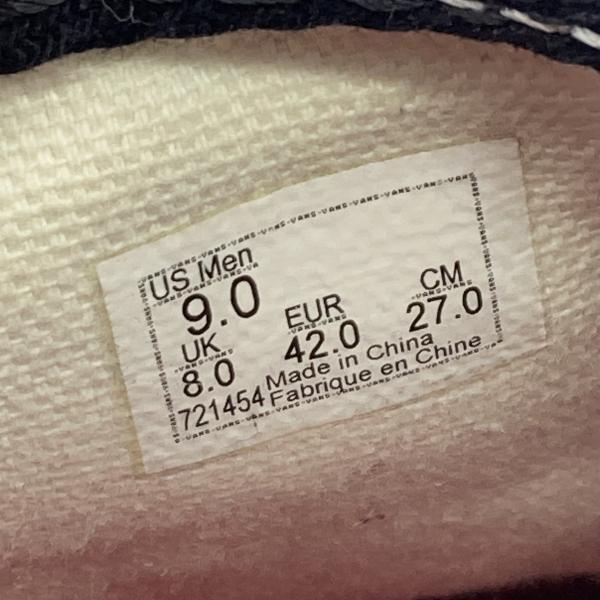 US Men
9.0
UK
8.0
EUR
42.0
CM
27.0
721454
Made in China
Fabrique en Chine